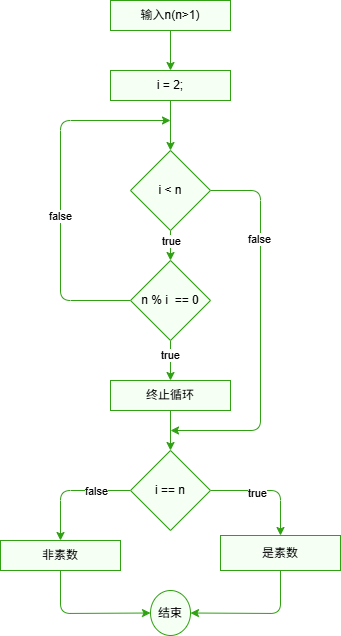 输入n(n>1)
i = 2;
i < n
false
false
true
n % i == 0
true
终止循环
i == n
false
true
非素数
是素数
结束